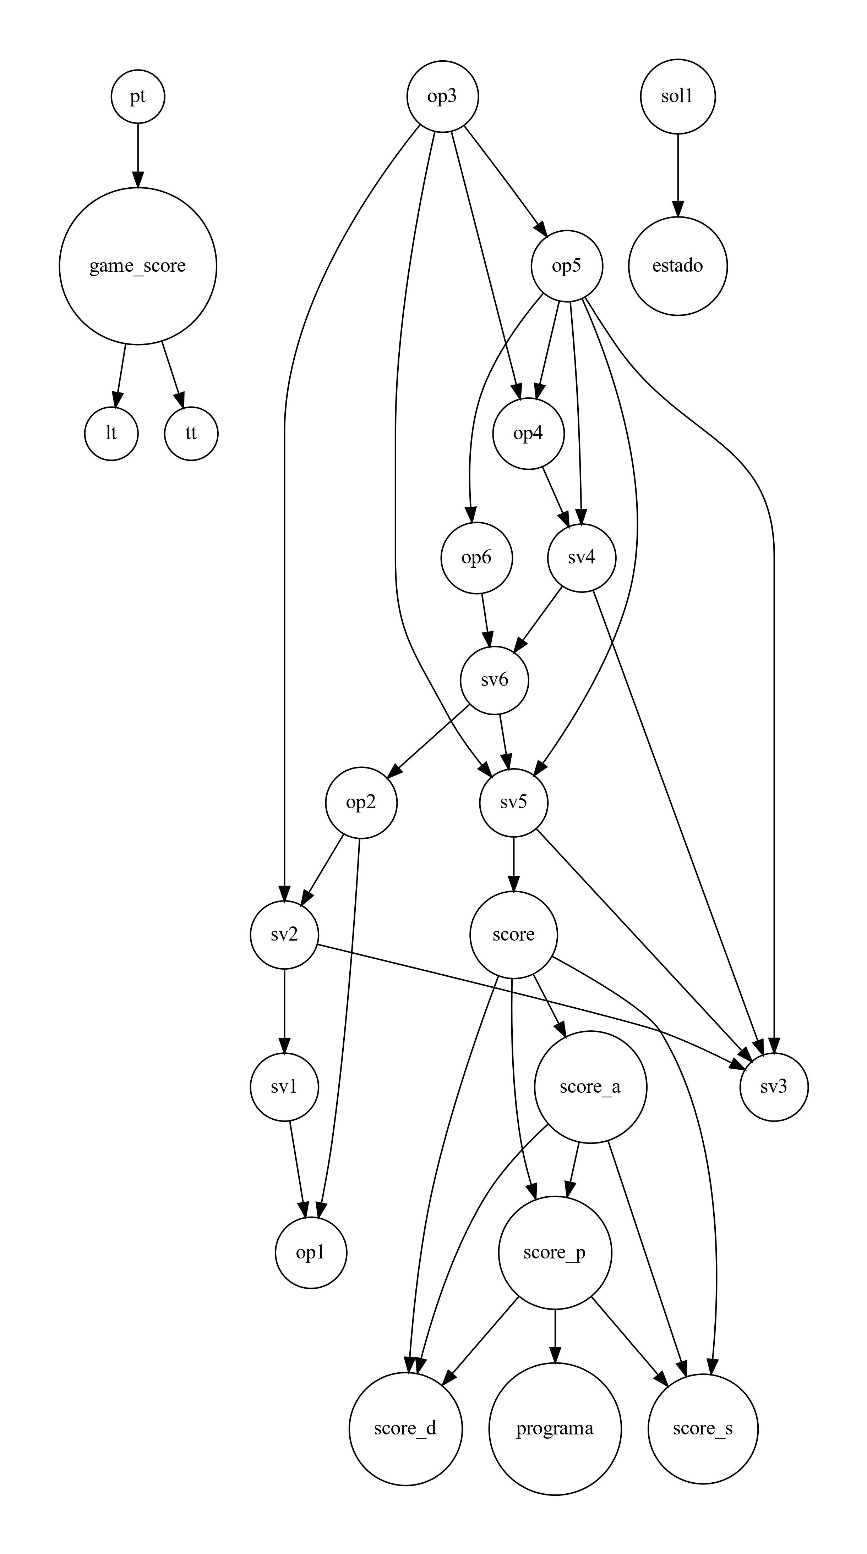 pt
op3
sol1
game_score
op5
estado
lt
tt
op4
op6
sv4
sv6
op2
sv5
sv2
score
sv1
score_a
sv3
op1
score_p
score_d
programa
score_s